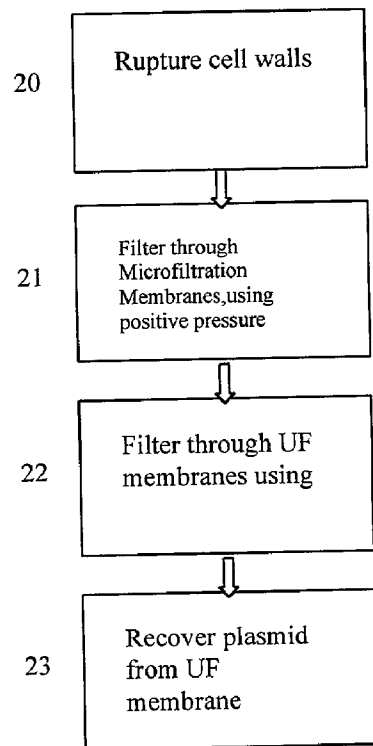 20
Rupture cell walls
21
Filter through
Microfiltration
Membranes,using
positive pressure
22
Filter through UF
membranes using
23
Recover plasmid
from UF
membrane